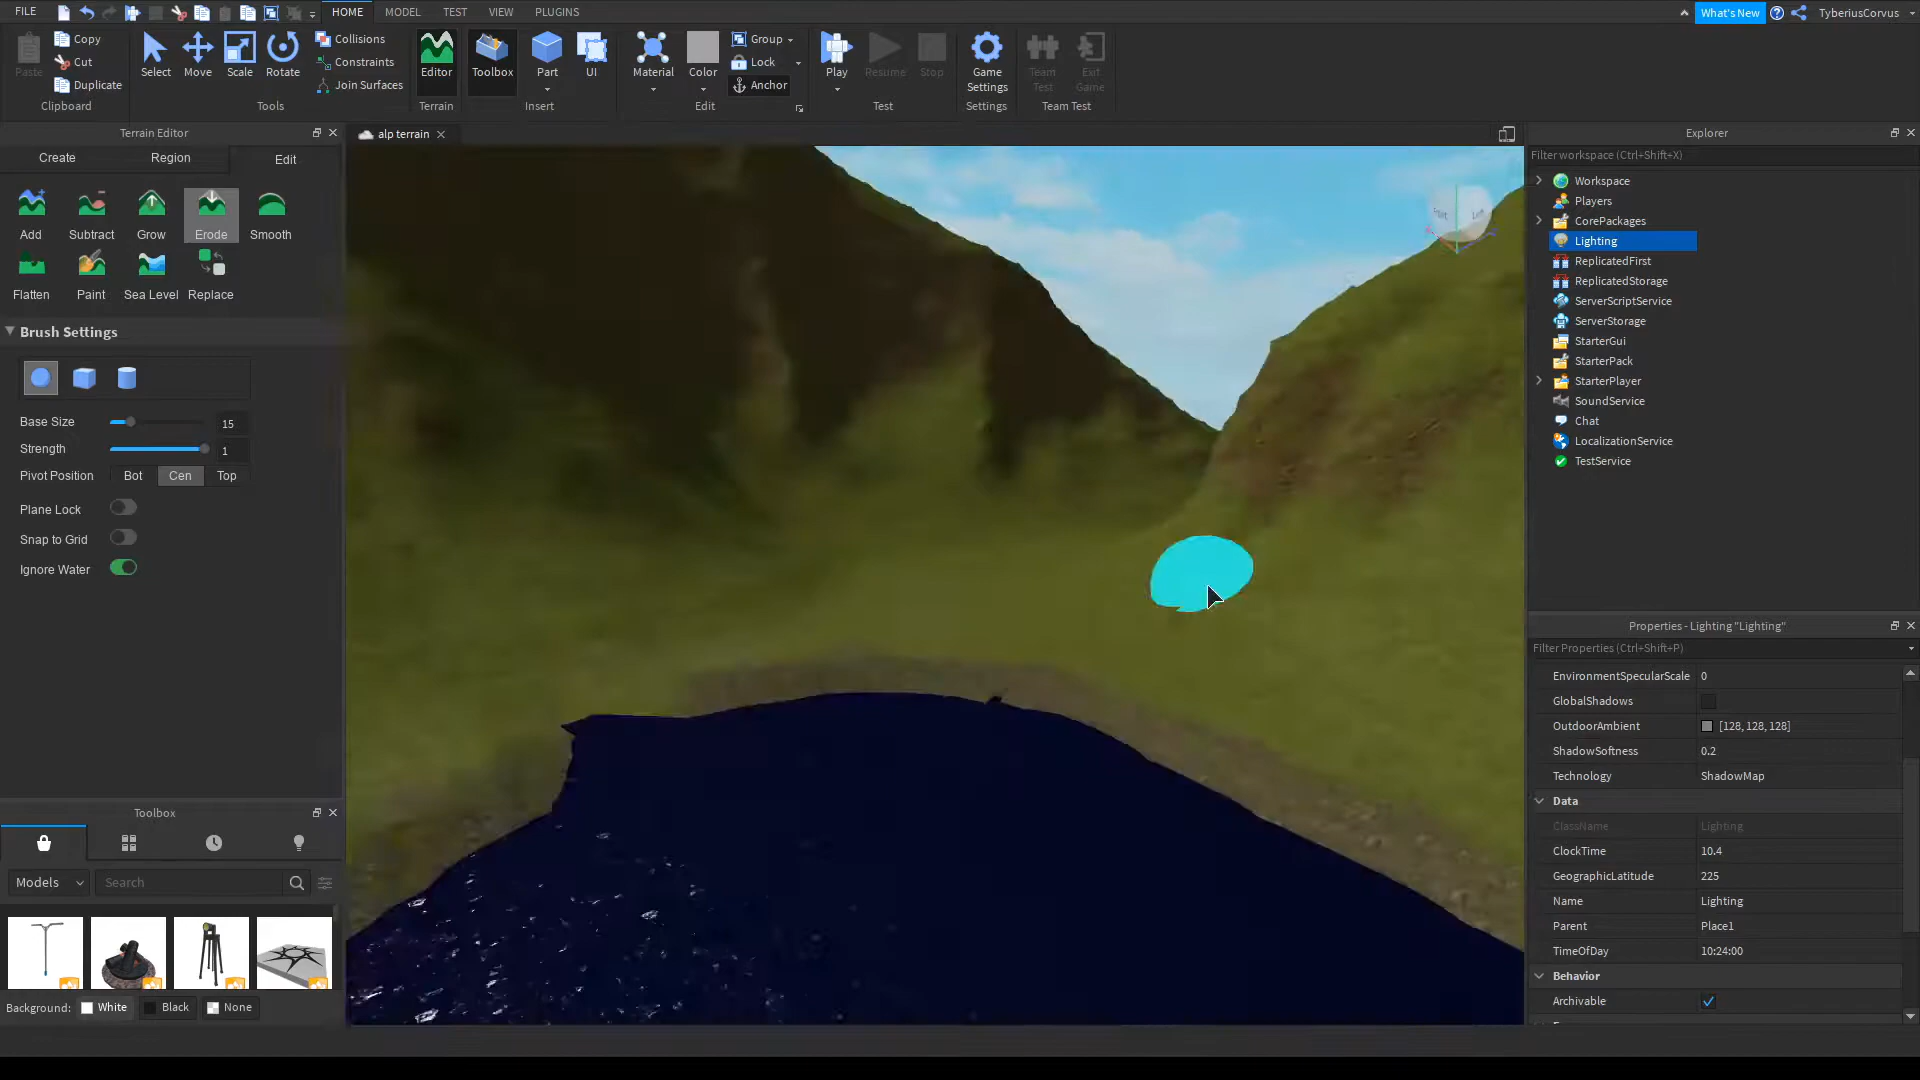 FILE
HOME MODEL TEST VIEW PLUGINS
What's New TyberiusCorvus
Paste Copy Cut Duplicate
Clipboard
Select Move Scale Rotate
Collisions
Constraints
Join Surfaces
Tools
Editor
Terrain
Toolbox Part UI
Insert
Material Color
Group
Lock
Anchor
Edit
Play Resume Stop
Test
Game Settings
Settings
Team Test Exit Game
Team Test
Terrain Editor
Create Region Edit
Add Subtract Grow Erode Smooth
Flatten Paint Sea Level Replace
Brush Settings
Base Size 15
Strength 1
Pivot Position Bot Cen Top
Plane Lock
Snap to Grid
Ignore Water
Toolbox
Models Search
Background: White Black None
alp terrain
Left
Explorer
Filter workspace (Ctrl+Shift+X)
Workspace
Players
CorePackages
Lighting
ReplicatedFirst
ReplicatedStorage
ServerScriptService
ServerStorage
StarterGui
StarterPack
StarterPlayer
SoundService
Chat
LocalizationService
TestService
Properties - Lighting "Lighting"
Filter Properties (Ctrl+Shift+P)
EnvironmentSpecularScale 0
GlobalShadows
OutdoorAmbient [128, 128, 128]
ShadowSoftness 0.2
Technology ShadowMap
Data
ClassName Lighting
ClockTime 10.4
GeographicLatitude 225
Name Lighting
Parent Place1
TimeOfDay 10:24:00
Behavior
Archivable